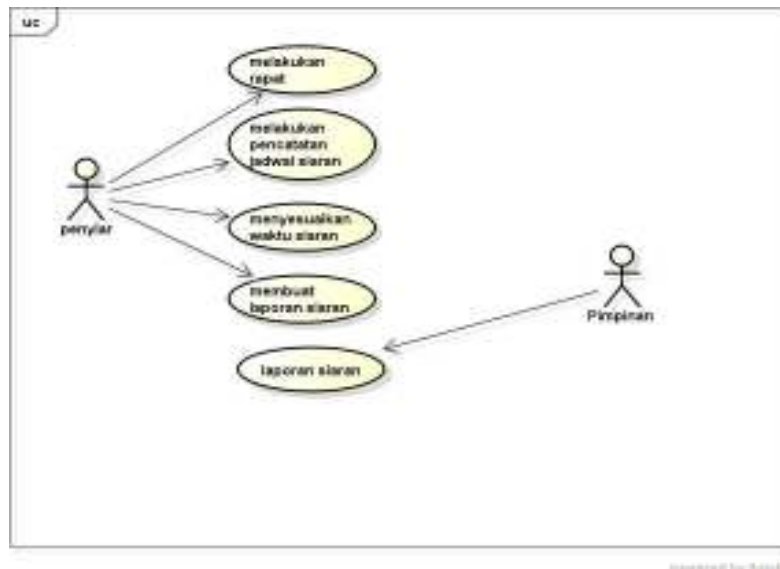 uc
melakukan
rapat
melakukan
pencatatan
jadwal siaran
penyiar
menyesuaikan
waktu siaran
membuat
laporan siaran
Pimpinan
laporan siaran